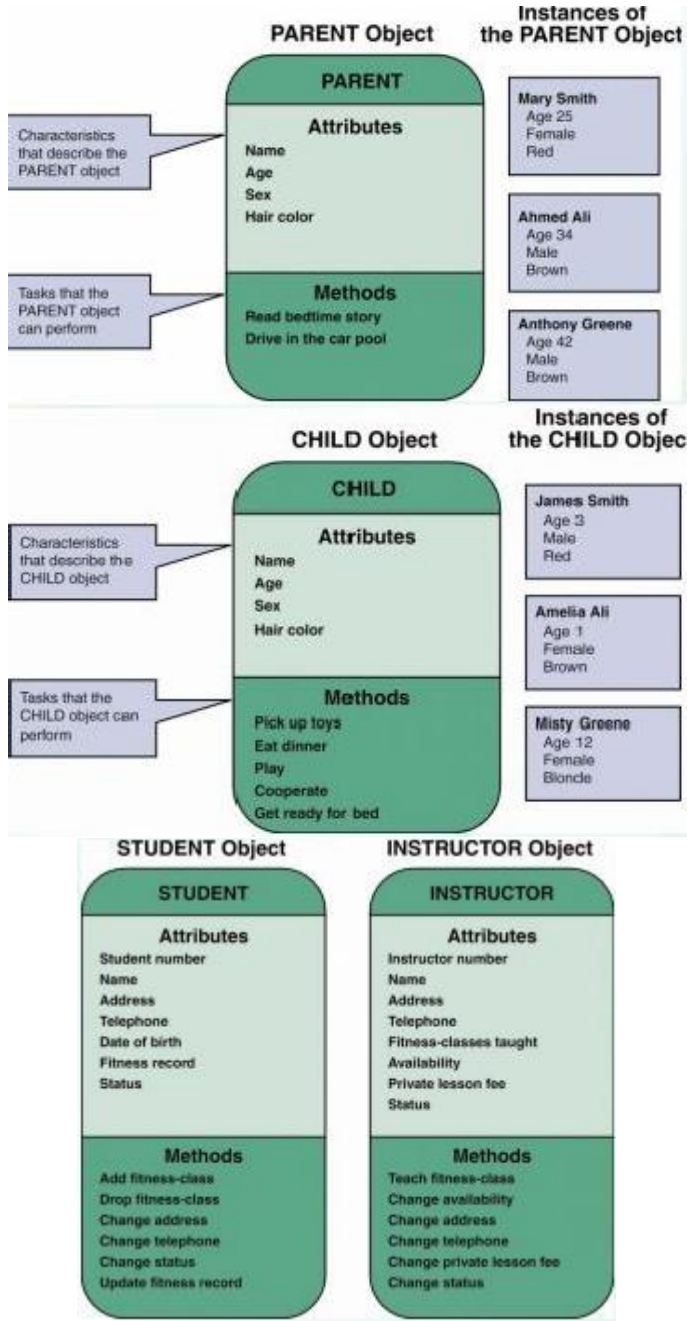 PARENT Object
Instances of
the PARENT Object
PARENT
Attributes
Name
Age
Sex
Hair color
Methods
Read bedtime story
Drive in the car pool
Characteristics
that describe the
PARENT object
Tasks that the
PARENT object
can perform
Mary Smith
Age 25
Female
Red
Ahmed Ali
Age 34
Male
Brown
Anthony Greene
Age 42
Male
Brown
CHILD Object
Instances of
the CHILD Objec
CHILD
Attributes
Name
Age
Sex
Hair color
Methods
Pick up toys
Eat dinner
Play
Cooperate
Get ready for bed
Characteristics
that describe the
CHILD object
Tasks that the
CHILD object can
perform
James Smith
Age 3
Male
Red
Amelia Ali
Age 1
Female
Brown
Misty Greene
Age 12
Female
Blonde
STUDENT Object
STUDENT
Attributes
Student number
Name
Address
Telephone
Date of birth
Fitness record
Status
Methods
Add fitness-class
Drop fitness-class
Change address
Change telephone
Change status
Update fitness record
INSTRUCTOR Object
INSTRUCTOR
Attributes
Instructor number
Name
Address
Telephone
Fitness-classes taught
Availability
Private lesson fee
Status
Methods
Teach fitness-class
Change availability
Change address
Change telephone
Change private lesson fee
Change status